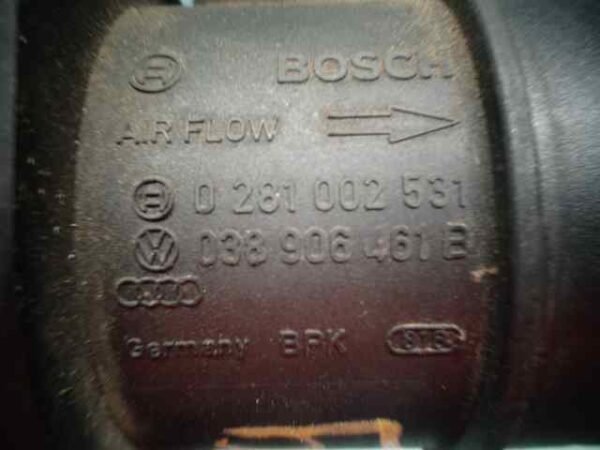 BOSCH
AIR FLOW
0 281 002 531
038 906 461 B
Germany BPK